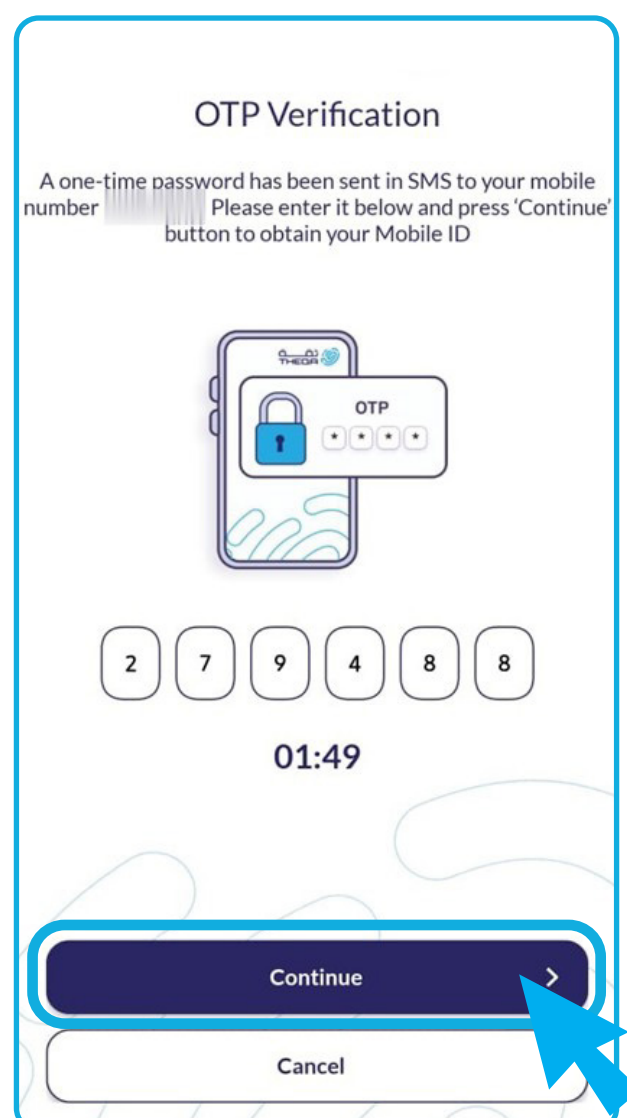 OTP Verification
A one-time password has been sent in SMS to your mobile
number Please enter it below and press ‘Continue’
button to obtain your Mobile ID
ثقـــة
THEQA
OTP
* * * *
2 7 9 4 8 8
01:49
Continue >
Cancel